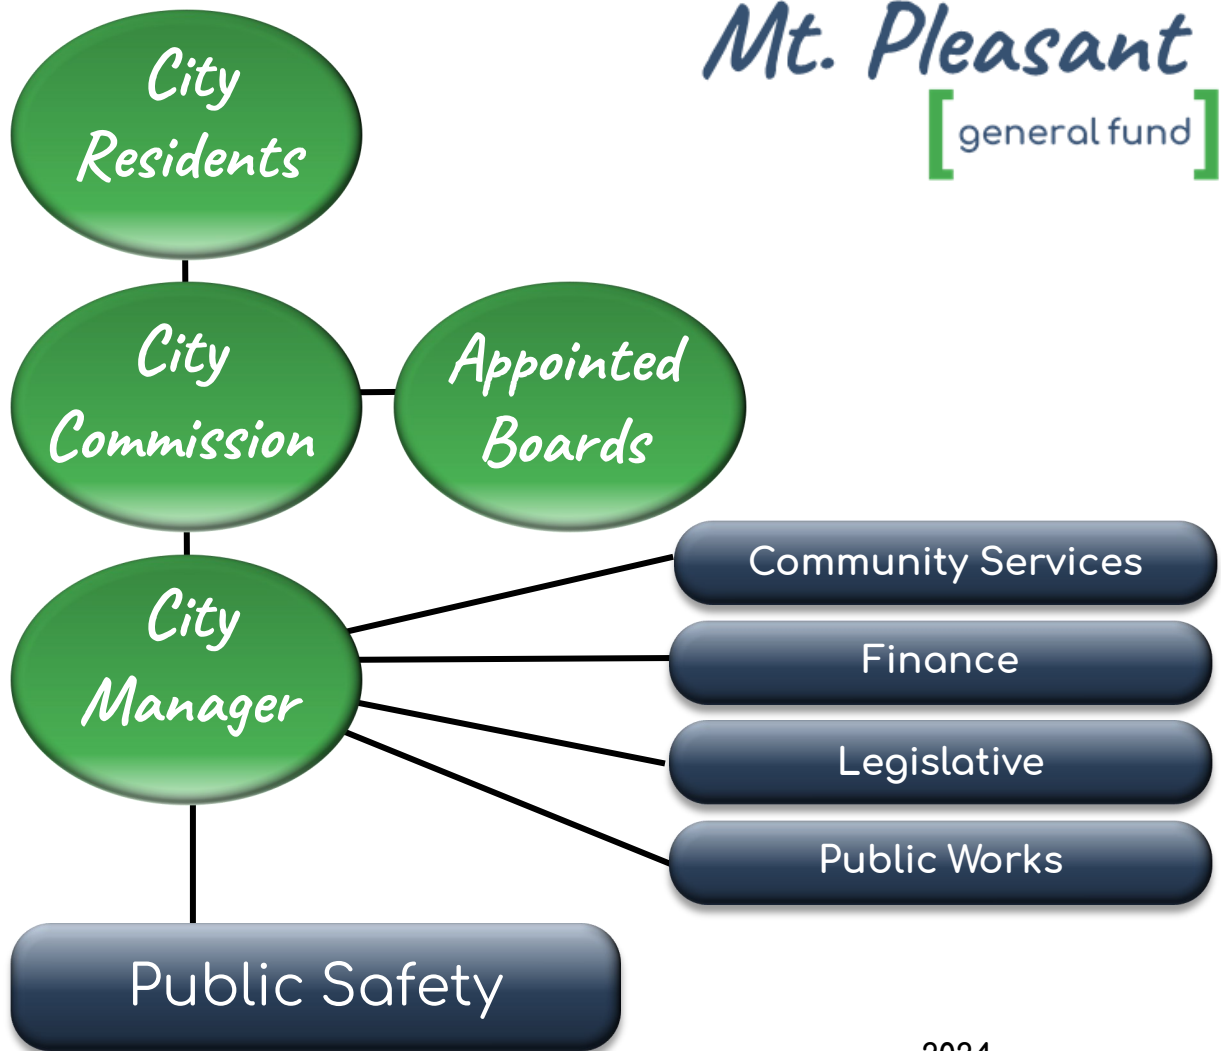 Mt. Pleasant
general fund
City
Residents
City
Commission
Appointed
Boards
City
Manager
Community Services
Finance
Legislative
Public Works
Public Safety